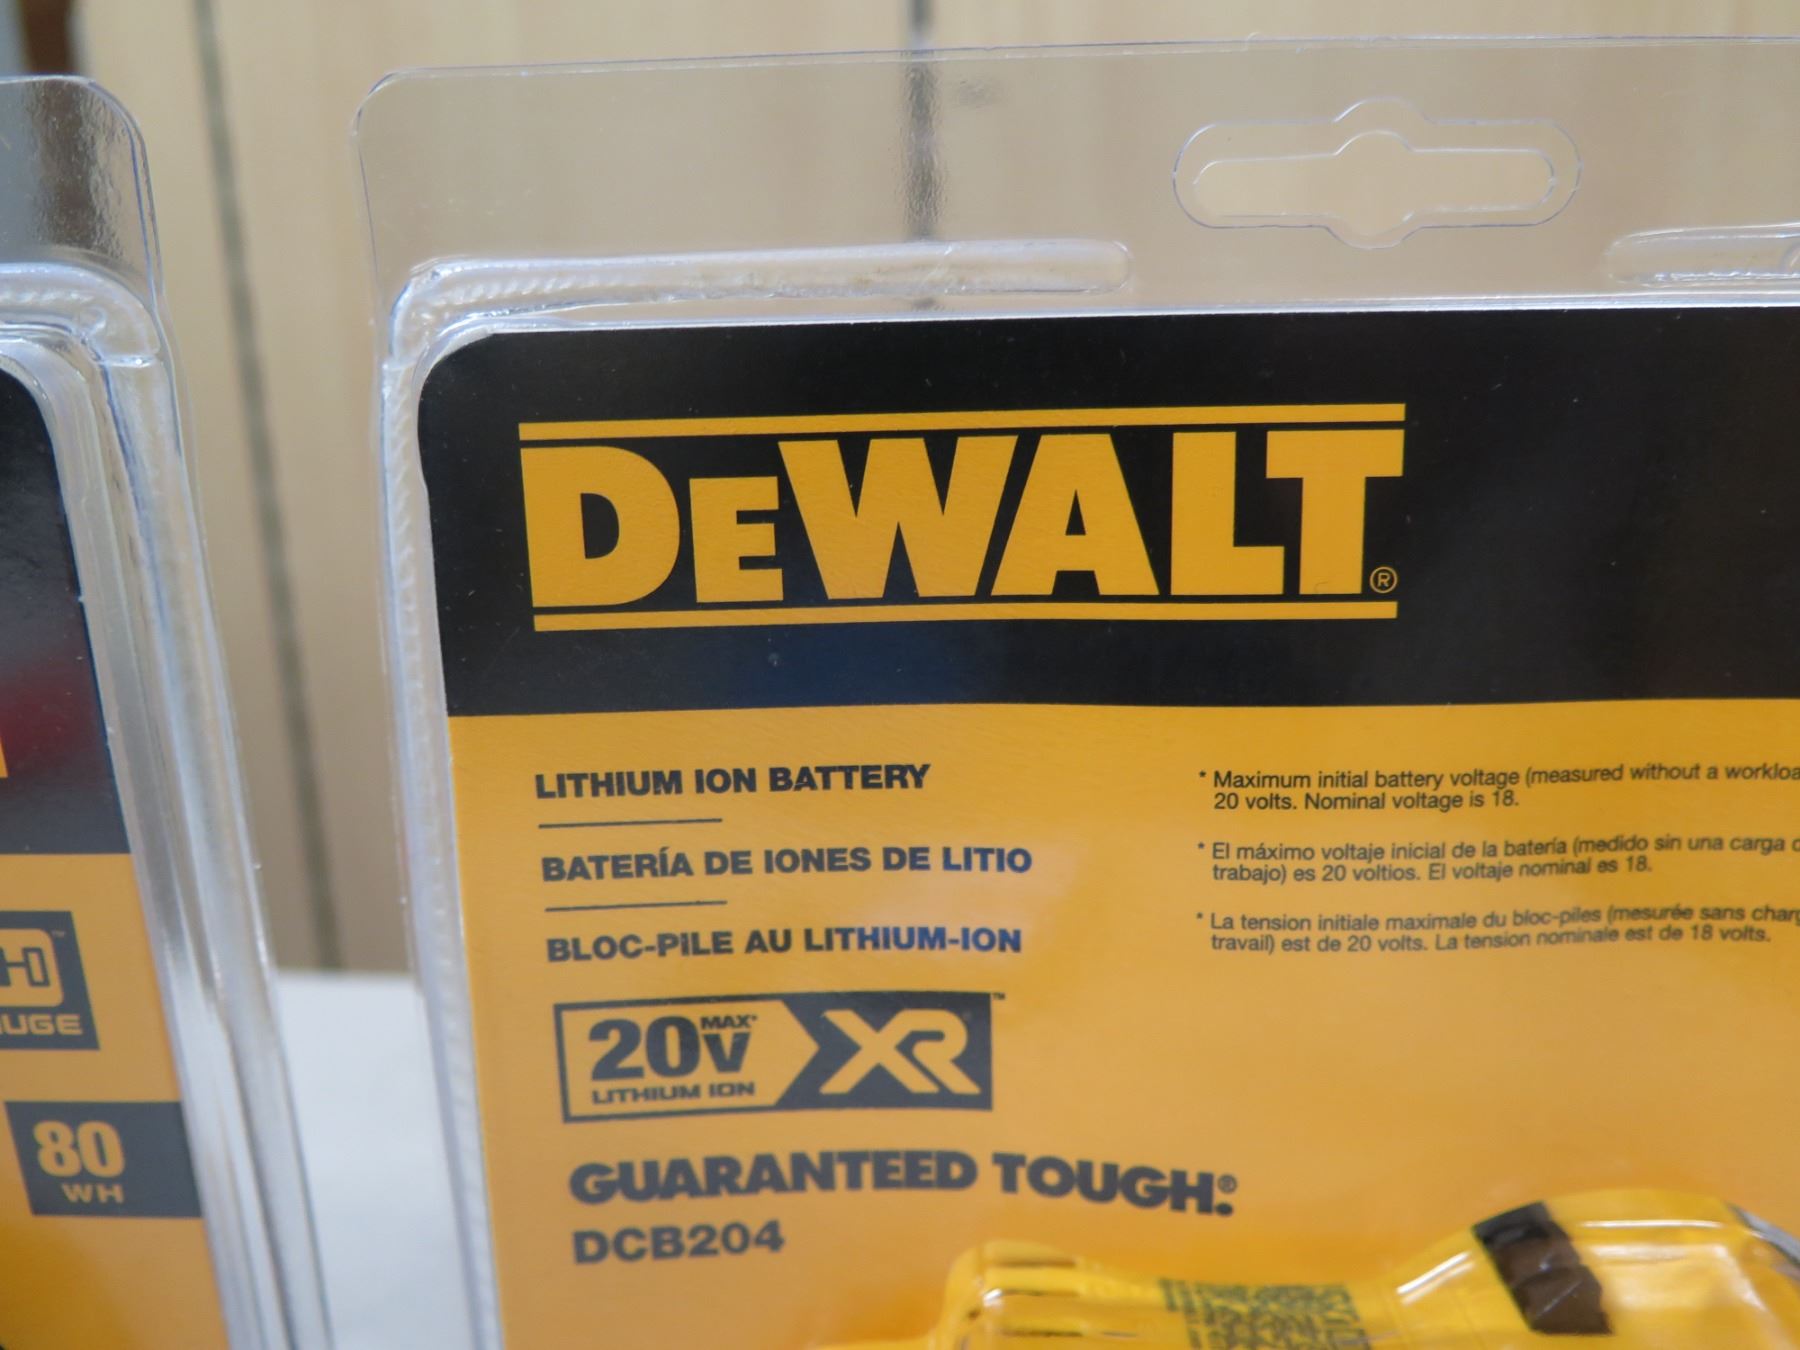 DEWALT®
LITHIUM ION BATTERY
BATERÍA DE IONES DE LITIO
BLOC-PILE AU LITHIUM-ION
* Maximum initial battery voltage (measured without a
20 volts. Nominal voltage is 18.
* El máximo voltaje inicial de la batería (medido sin una carga
trabajo) es 20 voltios. El voltaje nominal es 18.
* La tension initiale maximale du bloc-piles (mesurée sans
travail) est de 20 volts. La tension nominale est de 18 volts.
20V MAX* XR™
LITHIUM ION
GUARANTEED TOUGH.®
DCB204
80
WH